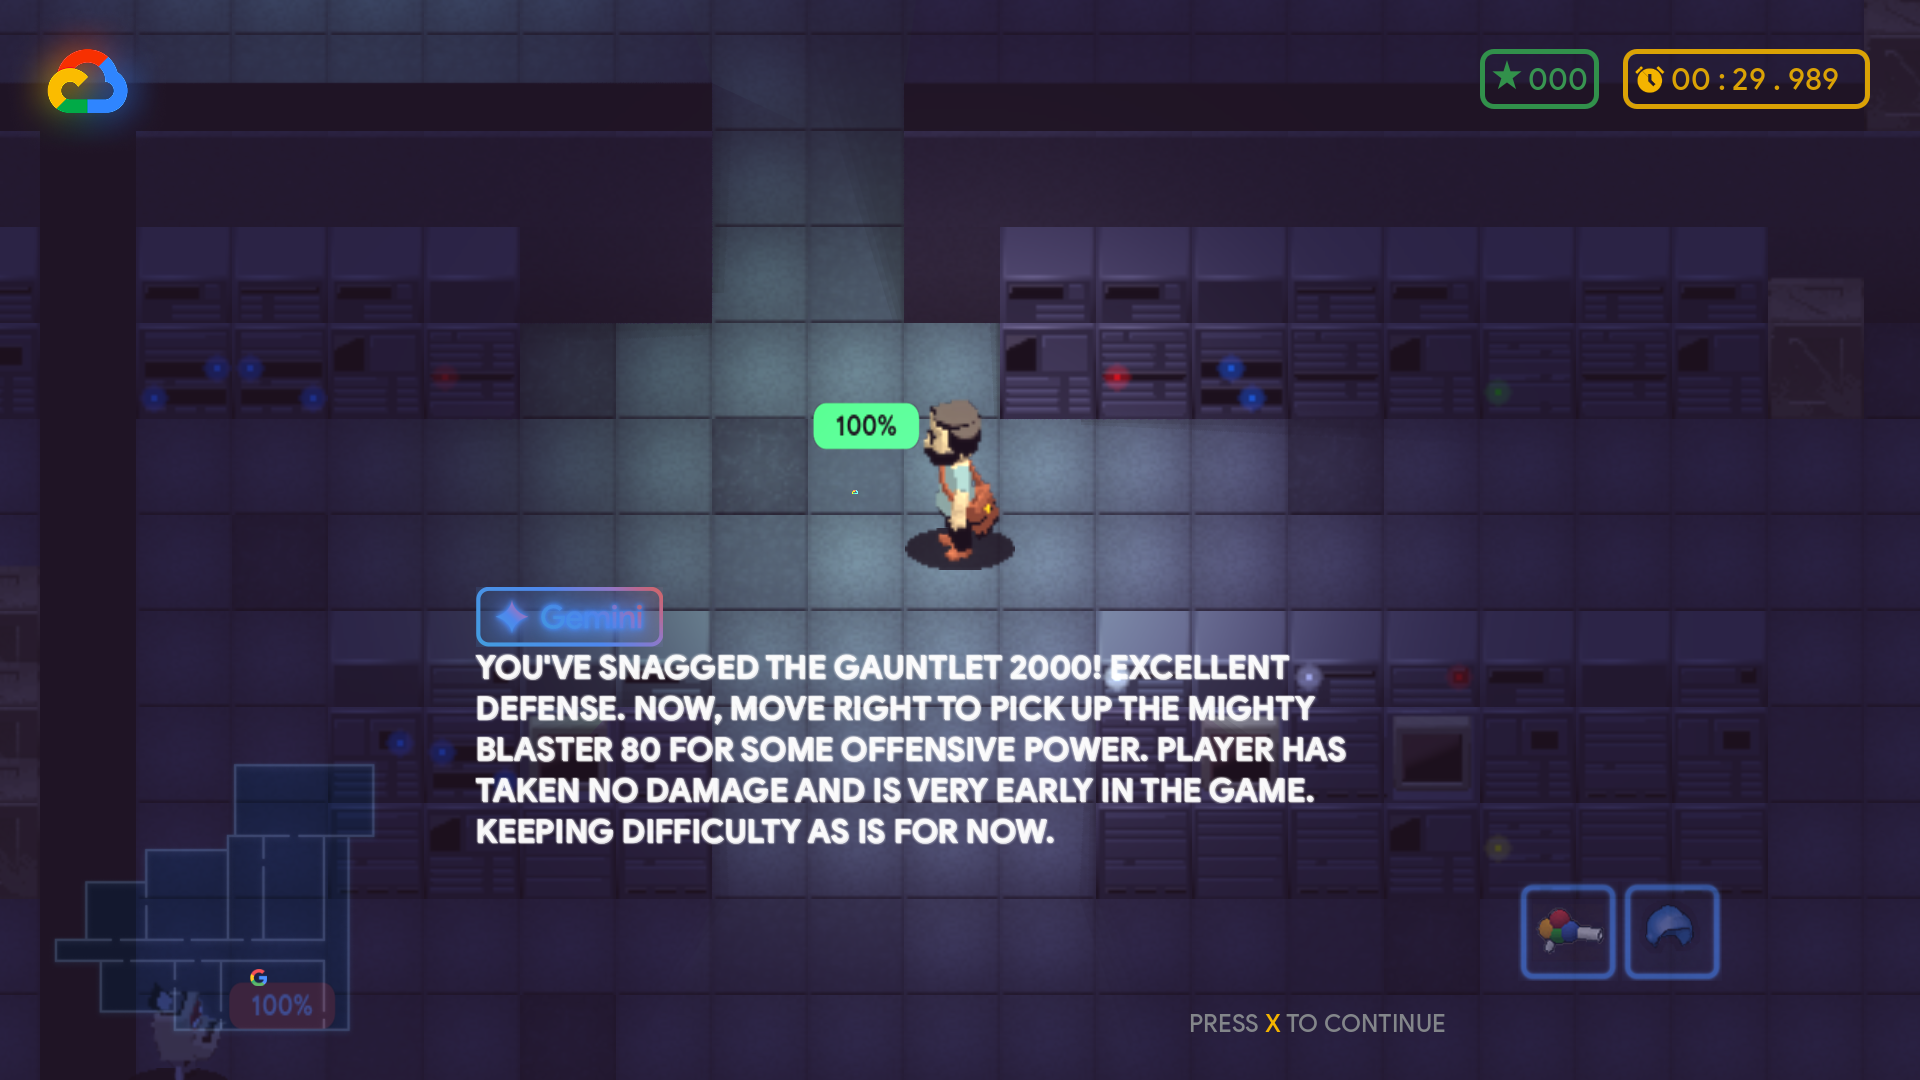 ★ 000
00:29.989
100%
Gemini
YOU'VE SNAGGED THE GAUNTLET 2000! EXCELLENT
DEFENSE. NOW, MOVE RIGHT TO PICK UP THE MIGHTY
BLASTER 80 FOR SOME OFFENSIVE POWER. PLAYER HAS
TAKEN NO DAMAGE AND IS VERY EARLY IN THE GAME.
KEEPING DIFFICULTY AS IS FOR NOW.
G
100%
PRESS X TO CONTINUE